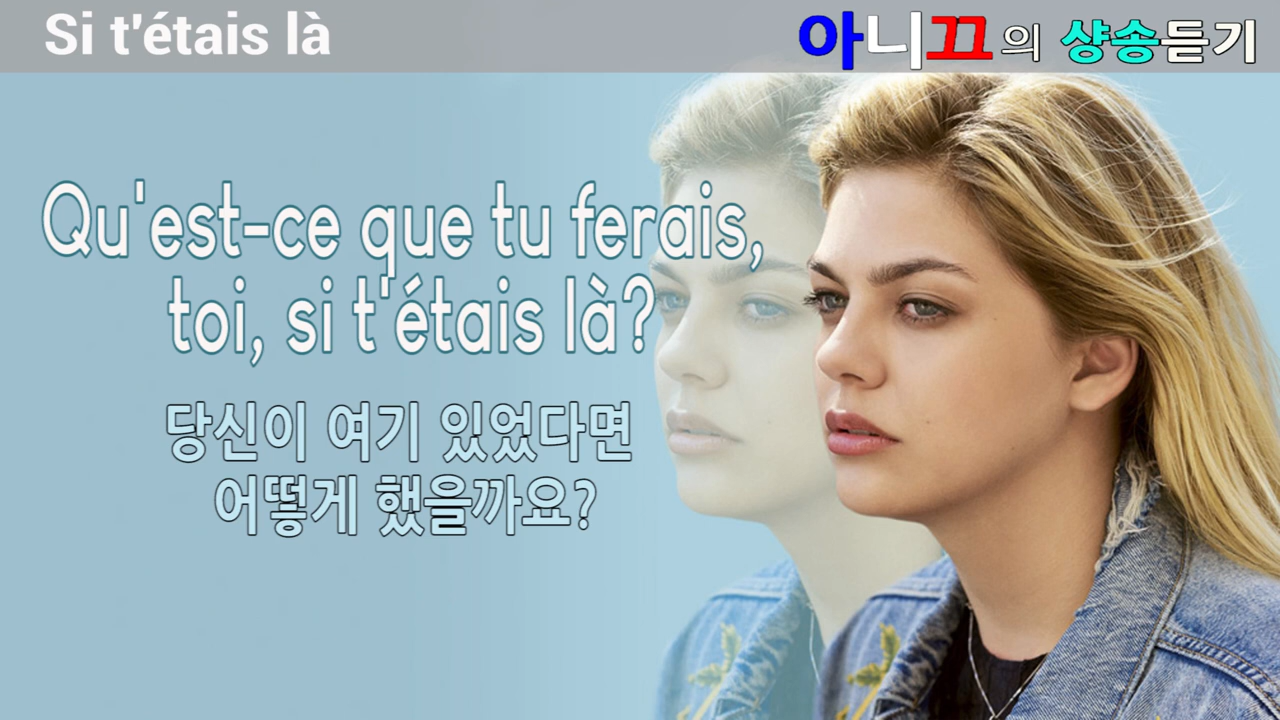 Si t'étais là
아니끄의 샹송듣기
Qu'est-ce que tu ferais,
toi, si t'étais là?
당신이 여기 있었다면
어떻게 했을까요?